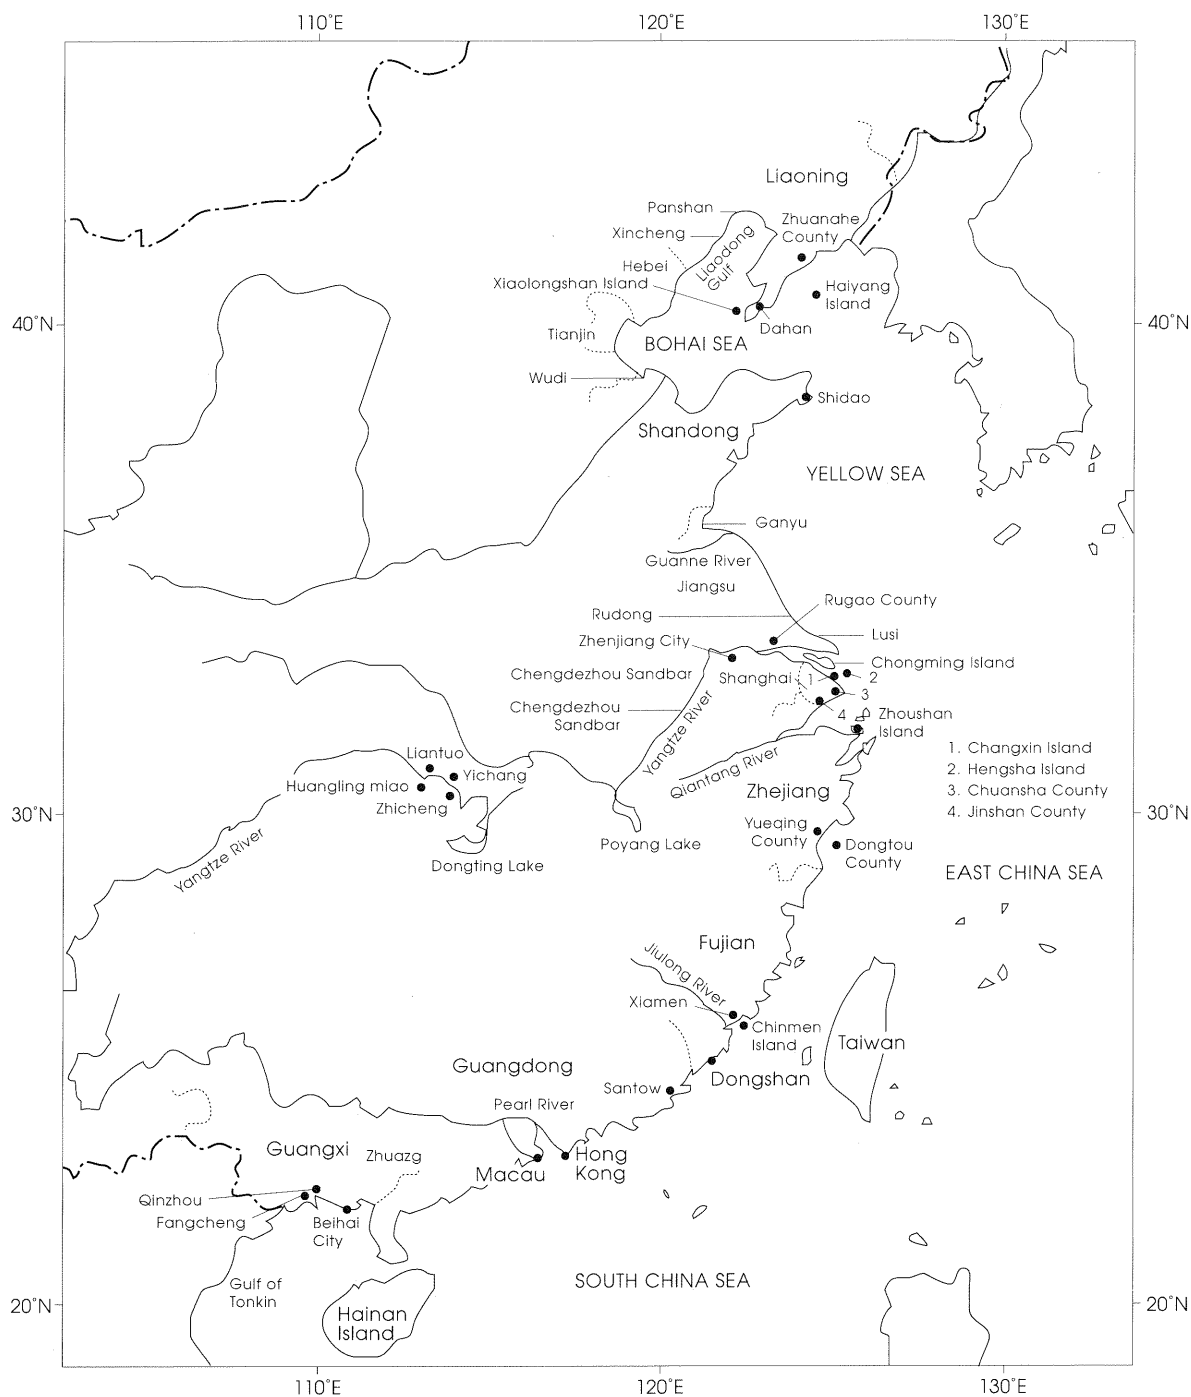 110°E
120°E
130°E
Liaoning
Panshan
Zhuanahe
County
Xincheng
Liaodong
Gulf
Hebei
Xiaolongshan Island
Haiyang
Island
40°N
40°N
Dahan
Tianjin
BOHAI SEA
Wudi
Shidao
Shandong
YELLOW SEA
Ganyu
Guanne River
Jiangsu
Rugao County
Rudong
Lusi
Zhenjiang City
Chongming Island
Chengdezhou Sandbar
Shanghai
1
2
3
4
Chengdezhou
Sandbar
Yangtze River
Zhoushan
Island
Qiantang River
1. Changxin Island
2. Hengsha Island
3. Chuansha County
4. Jinshan County
Liantuo
Yichang
Huangling miao
Zhicheng
Zhejiang
30°N
30°N
Yueqing
County
Poyang Lake
Dongtou
County
Yangtze River
Dongting Lake
EAST CHINA SEA
Fujian
Jiulong River
Xiamen
Chinmen
Island
Taiwan
Guangdong
Dongshan
Santow
Pearl River
Guangxi
Zhuazg
Hong
Kong
Macau
Qinzhou
Fangcheng
Beihai
City
Gulf of
Tonkin
SOUTH CHINA SEA
20°N
20°N
Hainan
Island
110°E
120°E
130°E